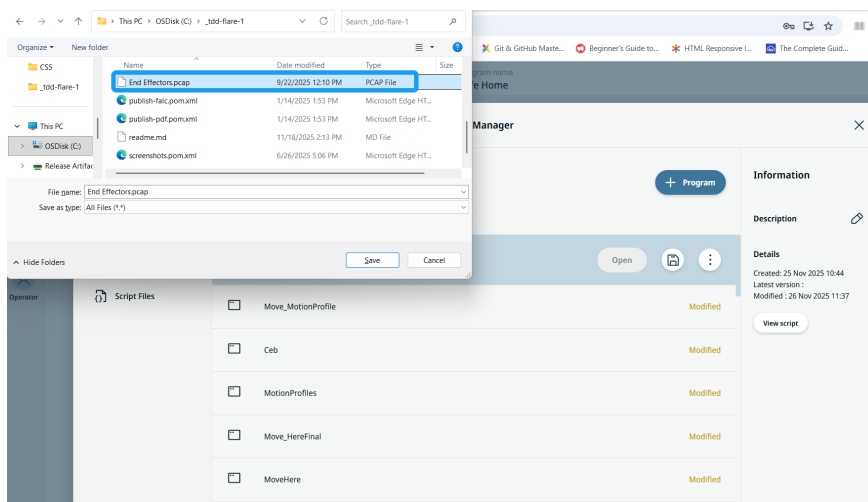 This PC > OSDisk (C:) > _tdd-flare-1
Search _tdd-flare-1
Organize
New folder
Name
Date modified
Type
Size
CSS
_tdd-flare-1
This PC
OSDisk (C:)
Release Artifac
End Effectors.pcap 9/22/2025 12:10 PM PCAP File
publish-falc.pom.xml 1/14/2025 1:53 PM Microsoft Edge HT...
publish-pdf.pom.xml 1/14/2025 1:53 PM Microsoft Edge HT...
readme.md 11/18/2025 2:13 PM MD File
screenshots.pom.xml 6/26/2025 5:06 PM Microsoft Edge HT...
File name: End Effectors.pcap
Save as type: All Files (*.*)
Hide Folders
Save
Cancel
Git & GitHub Maste...
Beginner's Guide to...
HTML Responsive I...
The Complete Guid...
gram name
e Home
Manager
+ Program
Open
Operator
Script Files
Move_MotionProfile Modified
Ceb Modified
MotionProfiles Modified
Move_HereFinal Modified
MoveHere Modified
Information
Description
Details
Created: 25 Nov 2025 10:44
Latest version :
Modified : 26 Nov 2025 11:37
View script